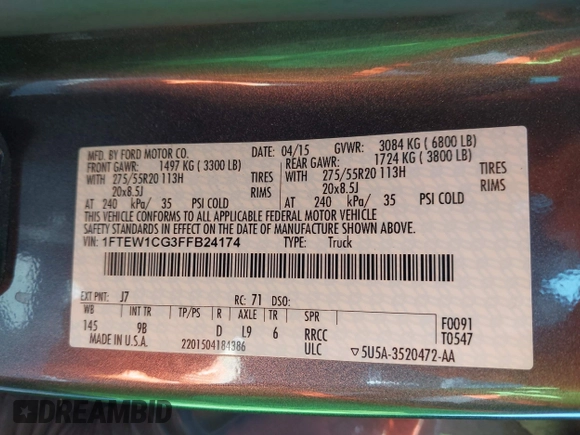 MFD. BY FORD MOTOR CO. DATE: 04/15 GVWR: 3084 KG ( 6800 LB)
FRONT GAWR: 1497 KG ( 3300 LB) REAR GAWR: 1724 KG ( 3800 LB)
WITH 275/55R20 113H TIRES WITH 275/55R20 113H TIRES
20x8.5J RIMS 20x8.5J RIMS
AT 240 kPa/ 35 PSI COLD AT 240 kPa/ 35 PSI COLD
THIS VEHICLE CONFORMS TO ALL APPLICABLE FEDERAL MOTOR VEHICLE
SAFETY STANDARDS IN EFFECT ON THE DATE OF MANUFACTURE SHOWN ABOVE.
VIN: 1FTEW1CG3FFB24174 TYPE: Truck
EXT PNT: J7 RC: 71 DSO:
WB INT TR TP/PS R AXLE TR SPR F0091
145 9B D L9 6 RRCC T0547
MADE IN U.S.A. 2201504184386 ULC ▽5U5A-3520472-AA
DREAMBID